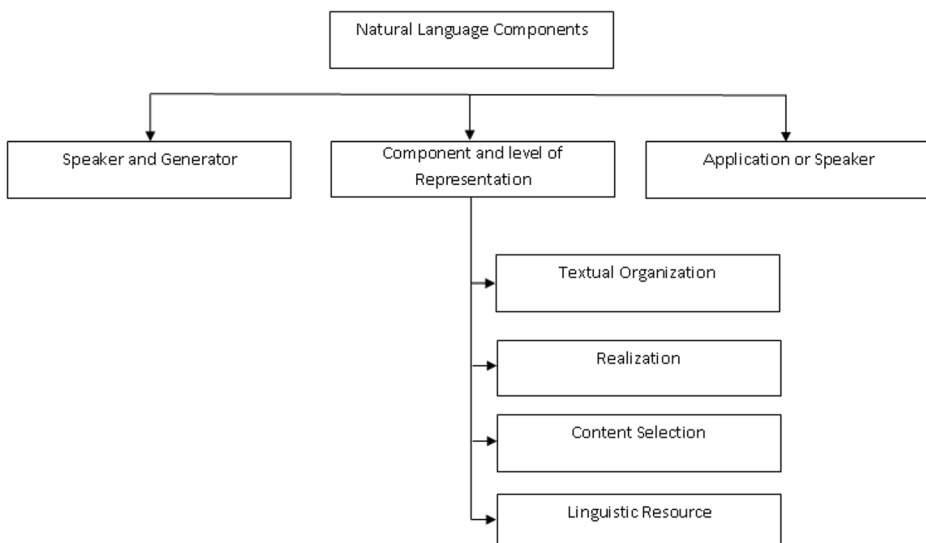 Natural Language Components
Speaker and Generator
Component and level of
Representation
Application or Speaker
Textual Organization
Realization
Content Selection
Linguistic Resource